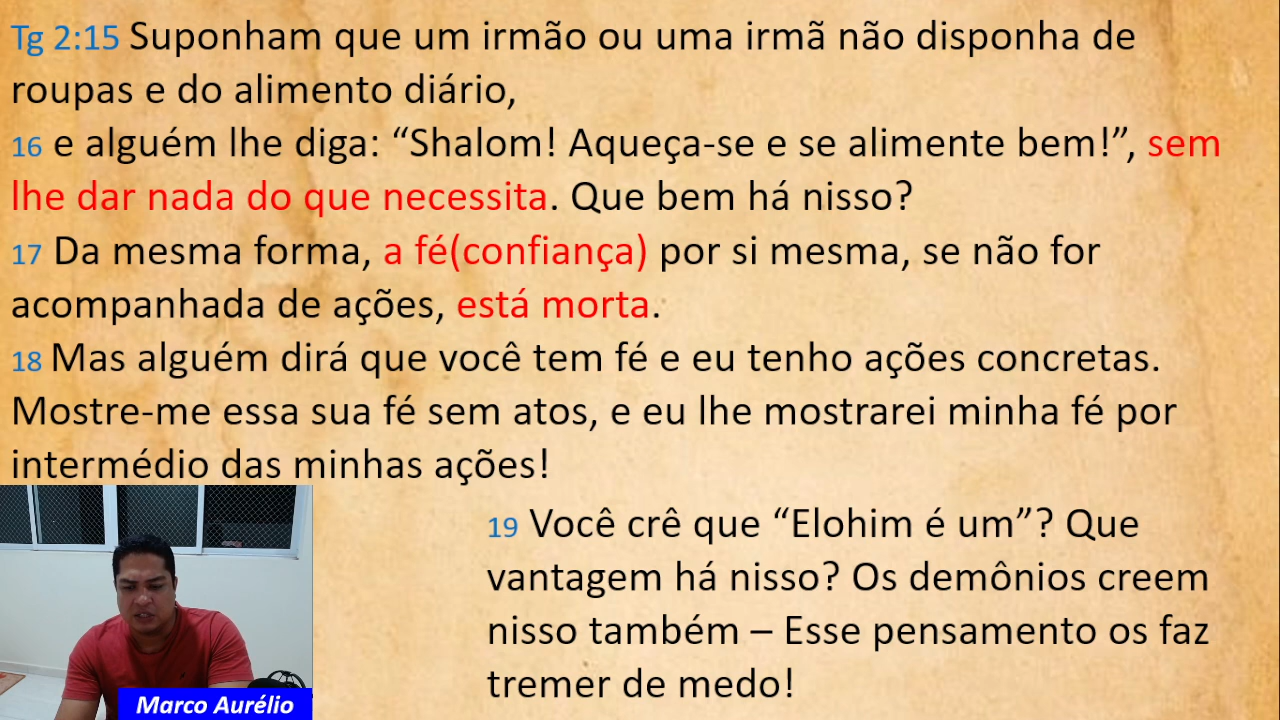 Tg 2:15 Suponham que um irmão ou uma irmã não disponha de
roupas e do alimento diário,
16 e alguém lhe diga: “Shalom! Aqueça-se e se alimente bem!”, sem
lhe dar nada do que necessita. Que bem há nisso?
17 Da mesma forma, a fé(confiança) por si mesma, se não for
acompanhada de ações, está morta.
18 Mas alguém dirá que você tem fé e eu tenho ações concretas.
Mostre-me essa sua fé sem atos, e eu lhe mostrarei minha fé por
intermédio das minhas ações!
19 Você crê que “Elohim é um”? Que
vantagem há nisso? Os demônios creem
nisso também – Esse pensamento os faz
tremer de medo!
Marco Aurélio